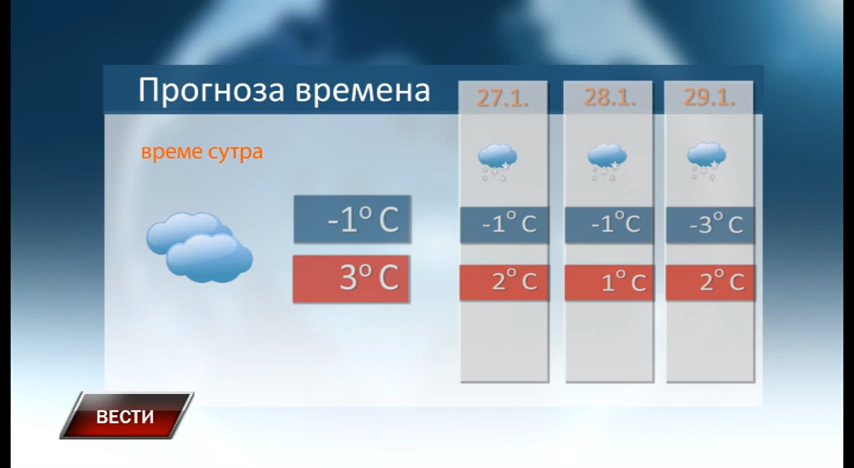 Прогноза времена
време сутра
-1° C
3° C
27.1.
28.1.
29.1.
-1° C
-1°C
-3° C
2° C
1° C
2° C
ВЕСТИ